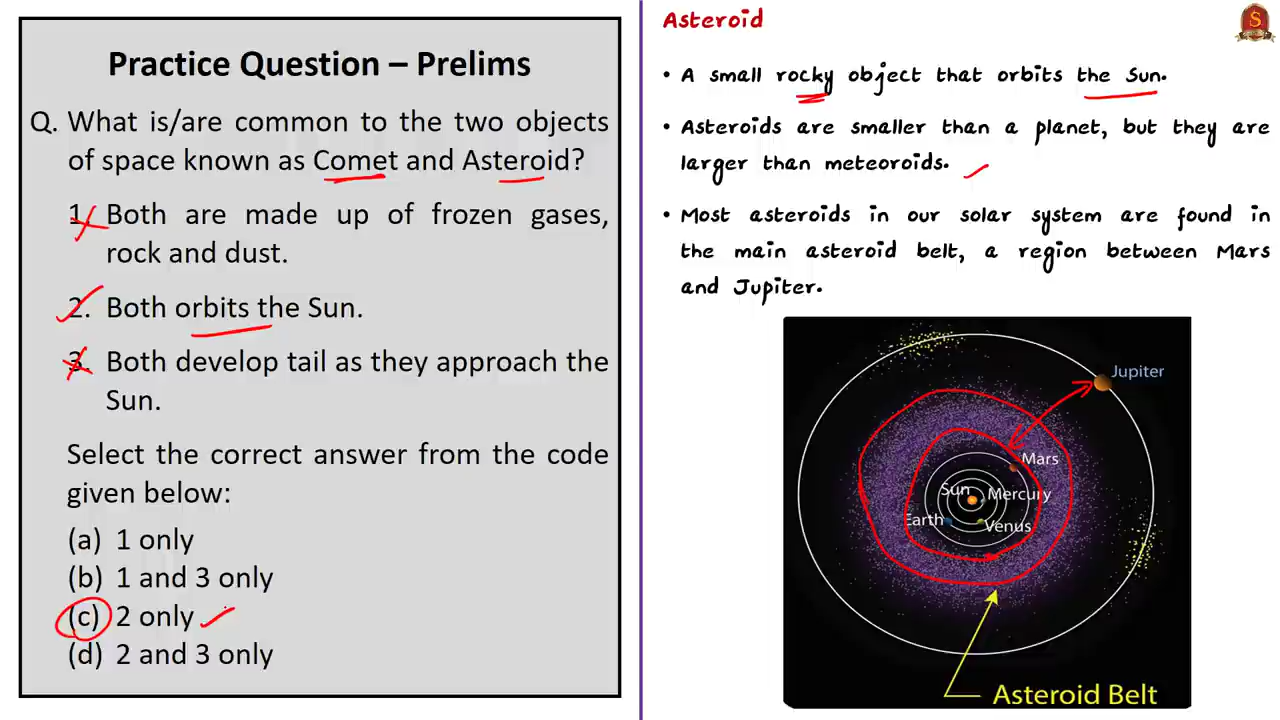 Practice Question – Prelims
Q. What is/are common to the two objects
of space known as Comet and Asteroid?
1. Both are made up of frozen gases,
rock and dust.
2. Both orbits the Sun.
3. Both develop tail as they approach the
Sun.
Select the correct answer from the code
given below:
(a) 1 only
(b) 1 and 3 only
(c) 2 only
(d) 2 and 3 only
Asteroid
S
• A small rocky object that orbits the Sun.
• Asteroids are smaller than a planet, but they are
larger than meteoroids.
• Most asteroids in our solar system are found in
the main asteroid belt, a region between Mars
and Jupiter.
Jupiter
Mars
Sun
Mercury
Earth
Venus
Asteroid Belt